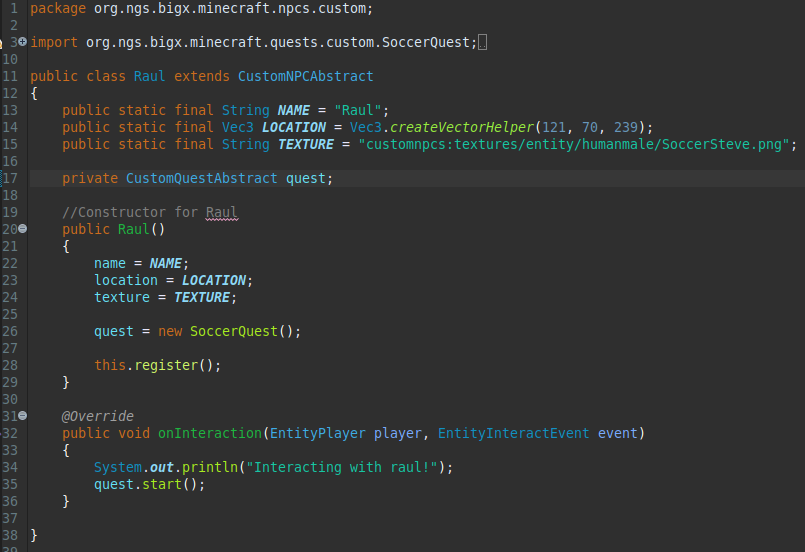 1 package org.ngs.bigx.minecraft.npcs.custom;
2
3 import org.ngs.bigx.minecraft.quests.custom.SoccerQuest;
10
11 public class Raul extends CustomNPCAbstract
12 {
13     public static final String NAME = "Raul";
14     public static final Vec3 LOCATION = Vec3.createVectorHelper(121, 70, 239);
15     public static final String TEXTURE = "customnpcs:textures/entity/humanmale/SoccerSteve.png";
16
17     private CustomQuestAbstract quest;
18
19     //Constructor for Raul
20     public Raul()
21     {
22         name = NAME;
23         location = LOCATION;
24         texture = TEXTURE;
25
26         quest = new SoccerQuest();
27
28         this.register();
29     }
30
31     @Override
32     public void onInteraction(EntityPlayer player, EntityInteractEvent event)
33     {
34         System.out.println("Interacting with raul!");
35         quest.start();
36     }
37
38 }
39